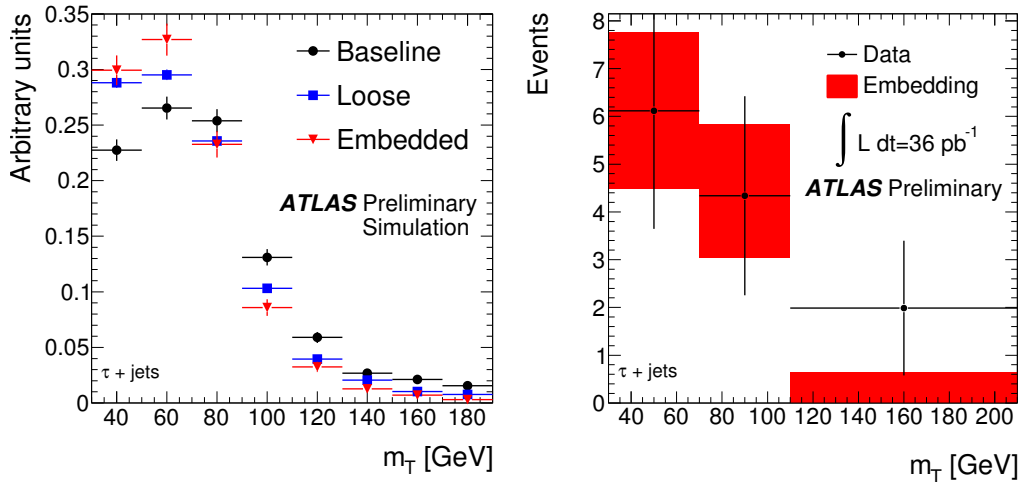 Arbitrary units
0.35
0.3
0.25
0.2
0.15
0.1
0.05
0
Baseline
Loose
Embedded
ATLAS Preliminary
Simulation
τ + jets
40 60 80 100 120 140 160 180
m_T [GeV]
Events
8
7
6
5
4
3
2
1
0
Data
Embedding
∫ L dt=36 pb⁻¹
ATLAS Preliminary
τ + jets
40 60 80 100 120 140 160 180 200
m_T [GeV]